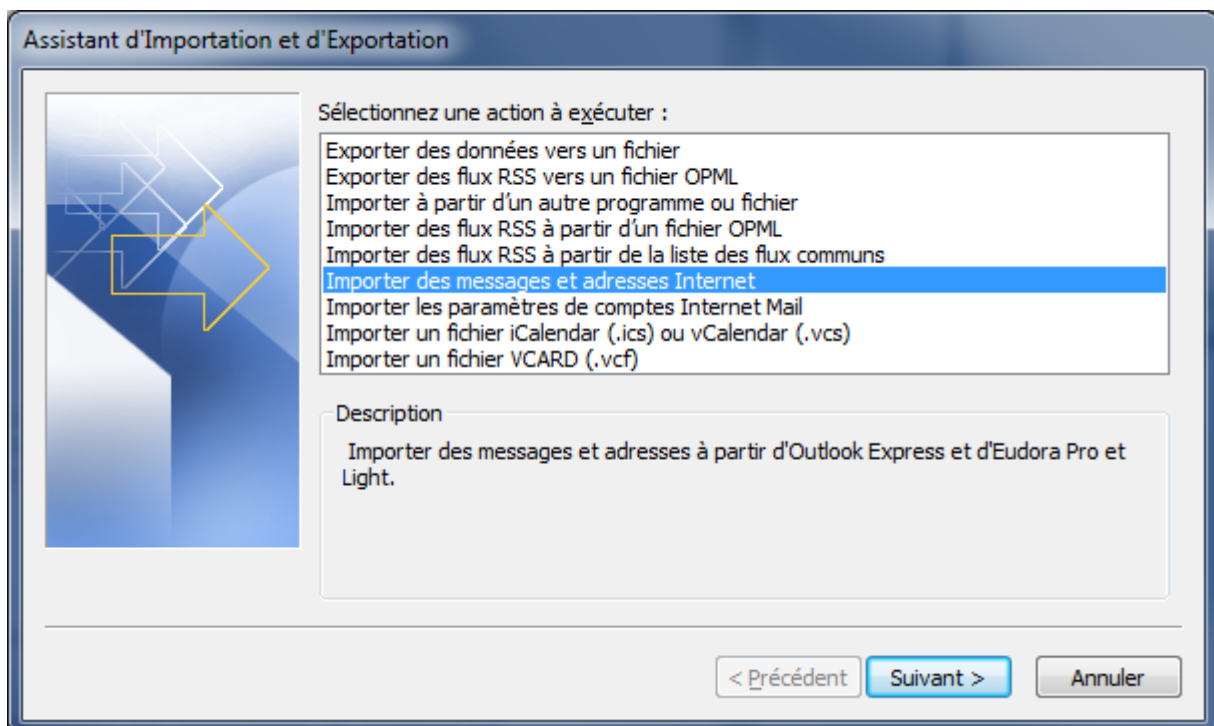 Assistant d'Importation et d'Exportation
Sélectionnez une action à exécuter :
Exporter des données vers un fichier
Exporter des flux RSS vers un fichier OPML
Importer à partir d'un autre programme ou fichier
Importer des flux RSS à partir d'un fichier OPML
Importer des flux RSS à partir de la liste des flux communs
Importer des messages et adresses Internet
Importer les paramètres de comptes Internet Mail
Importer un fichier iCalendar (.ics) ou vCalendar (.vcs)
Importer un fichier VCARD (.vcf)
Description
Importer des messages et adresses à partir d'Outlook Express et d'Eudora Pro et
Light.
< Précédent Suivant > Annuler